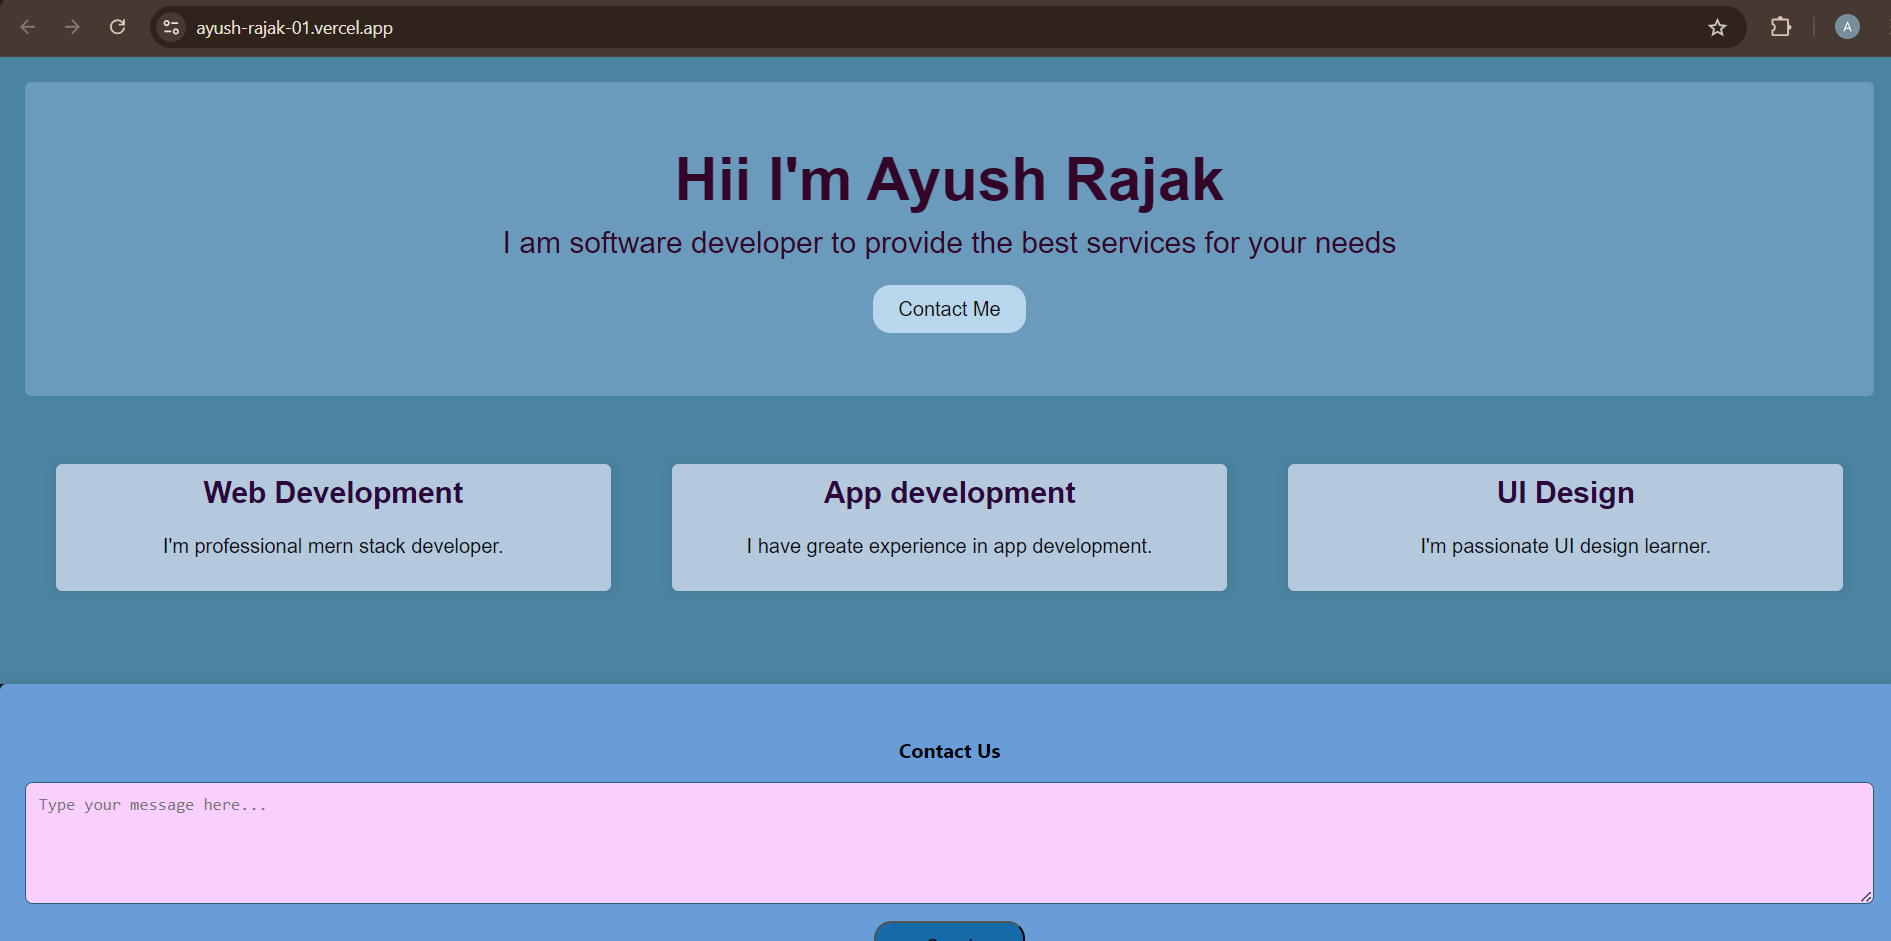 ayush-rajak-01.vercel.app
A
Hii I'm Ayush Rajak
I am software developer to provide the best services for your needs
Contact Me
Web Development
I'm professional mern stack developer.
App development
I have greate experience in app development.
UI Design
I'm passionate UI design learner.
Contact Us
Type your message here...